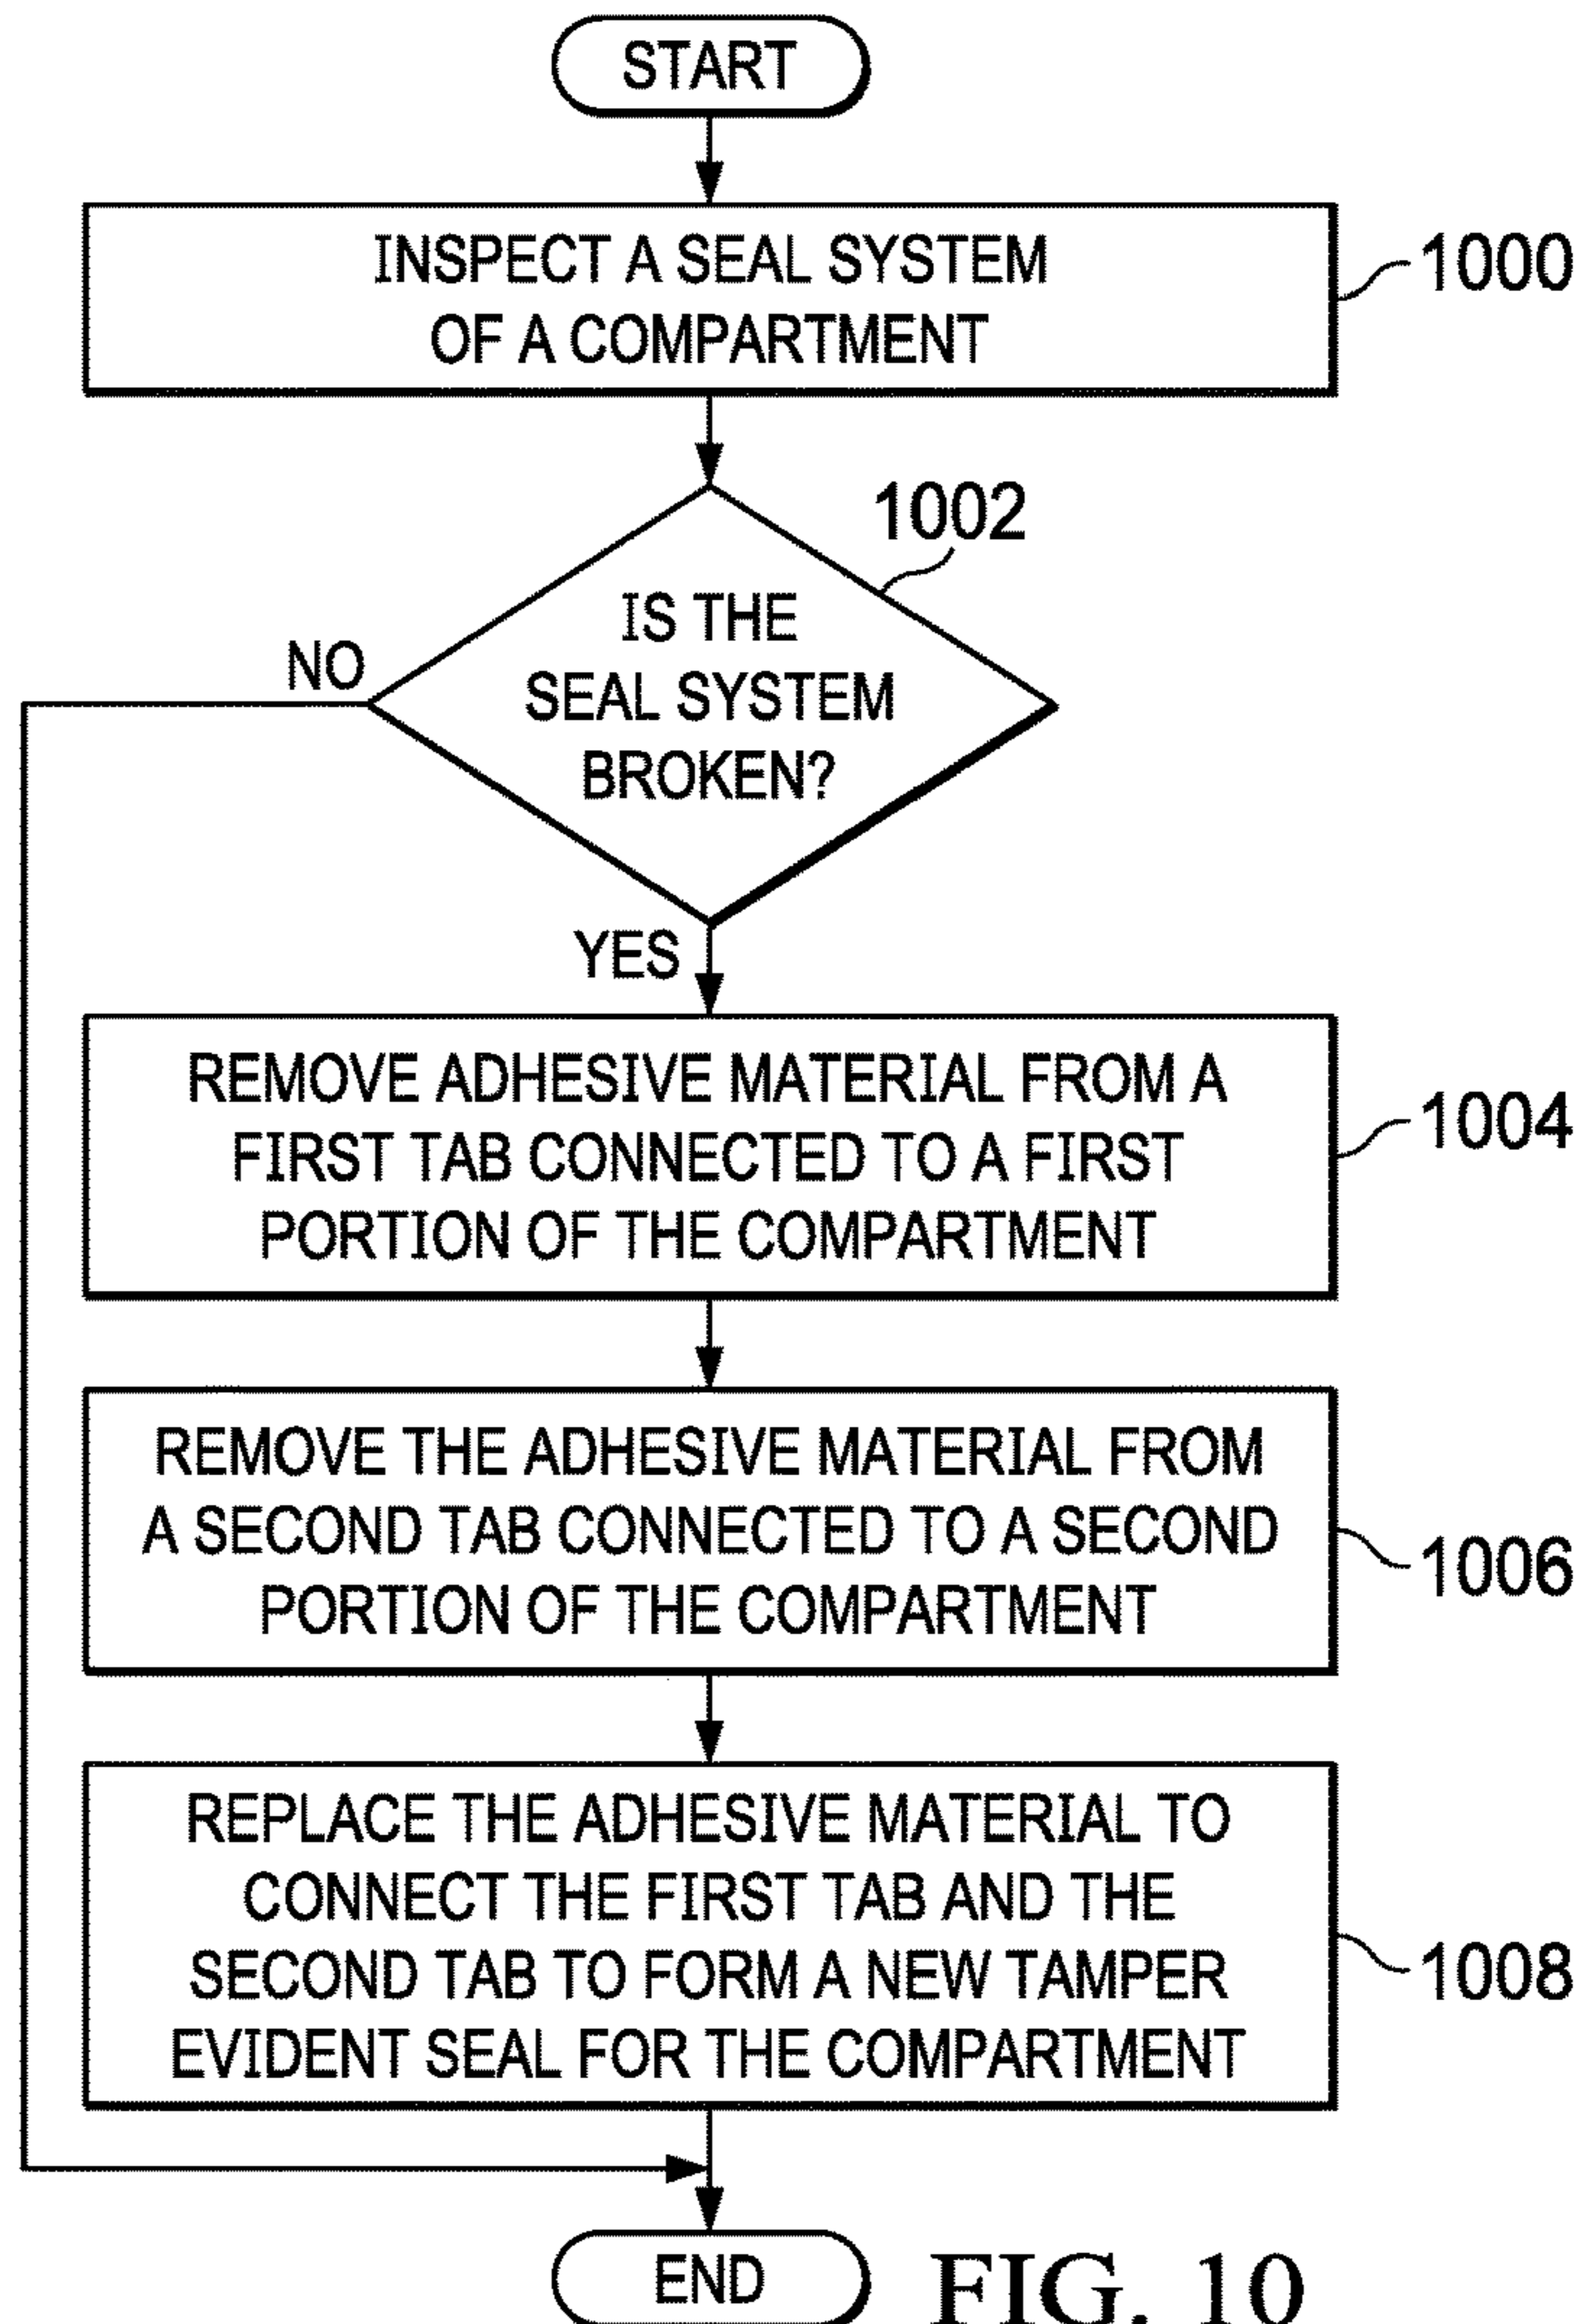 START
INSPECT A SEAL SYSTEM
OF A COMPARTMENT
1000
1002
IS THE
SEAL SYSTEM
BROKEN?
NO
YES
REMOVE ADHESIVE MATERIAL FROM A
FIRST TAB CONNECTED TO A FIRST
PORTION OF THE COMPARTMENT
1004
REMOVE THE ADHESIVE MATERIAL FROM
A SECOND TAB CONNECTED TO A SECOND
PORTION OF THE COMPARTMENT
1006
REPLACE THE ADHESIVE MATERIAL TO
CONNECT THE FIRST TAB AND THE
SECOND TAB TO FORM A NEW TAMPER
EVIDENT SEAL FOR THE COMPARTMENT
1008
END
FIG. 10